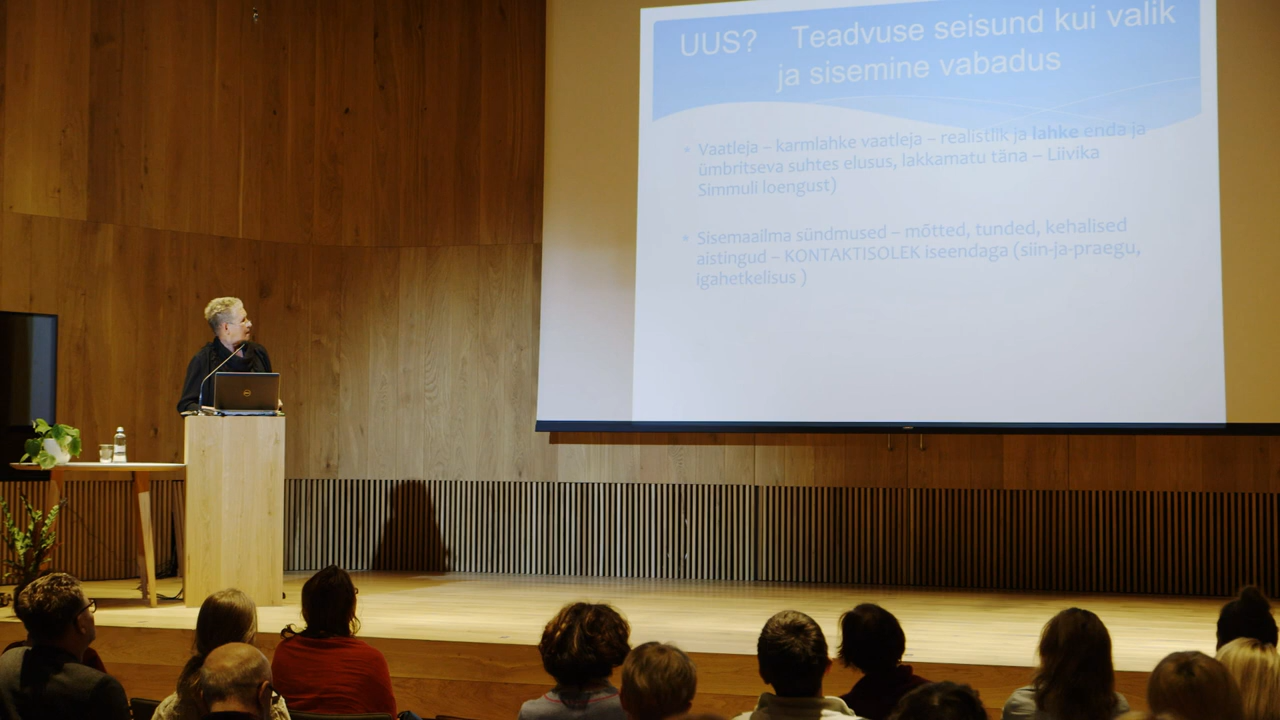 UUS? Teadvuse seisund kui valik
ja sisemine vabadus
• Vaatleja – karmlahke vaatleja – realistlik ja lahke enda ja
ümbritseva suhtes elusus, lakkamatu täna – Liivika
Simmuli loengust)
• Sisemaailma sündmused – mõtted, tunded, kehalised
aistingud – KONTAKTISOLEK iseendaga (siin-ja-praegu,
igahetkelisus )